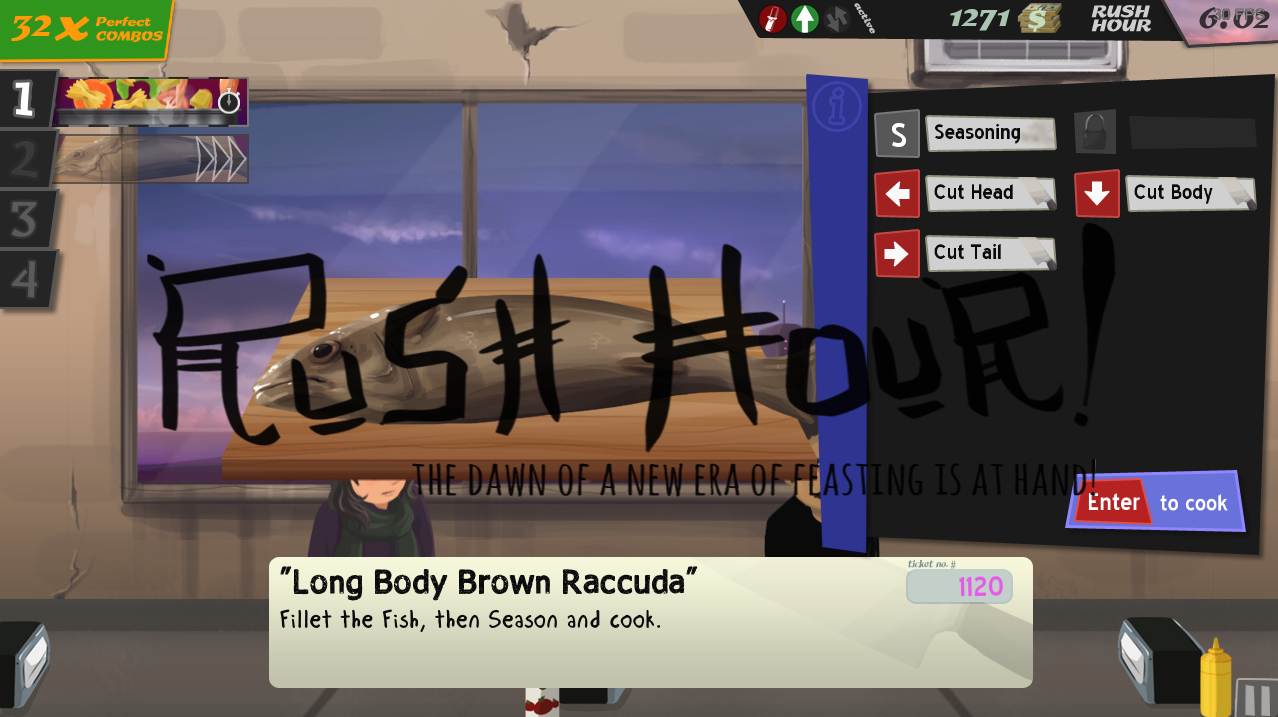 32x Perfect COMBOS
active
1271 $
RUSH HOUR
6:02
30 FPS
1
2
3
4
i
S Seasoning
Cut Head
Cut Body
Cut Tail
RUSH HOUR!
THE DAWN OF A NEW ERA OF FEASTING IS AT HAND!
Enter to cook
"Long Body Brown Raccuda"
ticket no. #
1120
Fillet the Fish, then Season and cook.